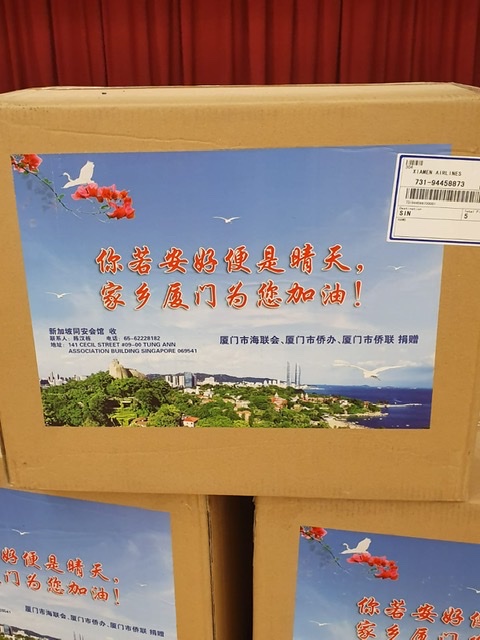 XIAMEN AIRLINES
731-94458873
SIN
5
你若安好便是晴天，
家乡厦门为您加油！
新加坡同安会馆 收
联系人：陈汉栋 电话：65-62228182
地址：141 CECIL STREET #09-00 TUNG ANN
ASSOCIATION BUILDING SINGAPORE 069541
厦门市海联会、厦门市侨办、厦门市侨联 捐赠
好便是晴天，
门为您加油！
厦门市海联会、厦门市侨办、厦门市侨联 捐赠
你若安好
家乡厦